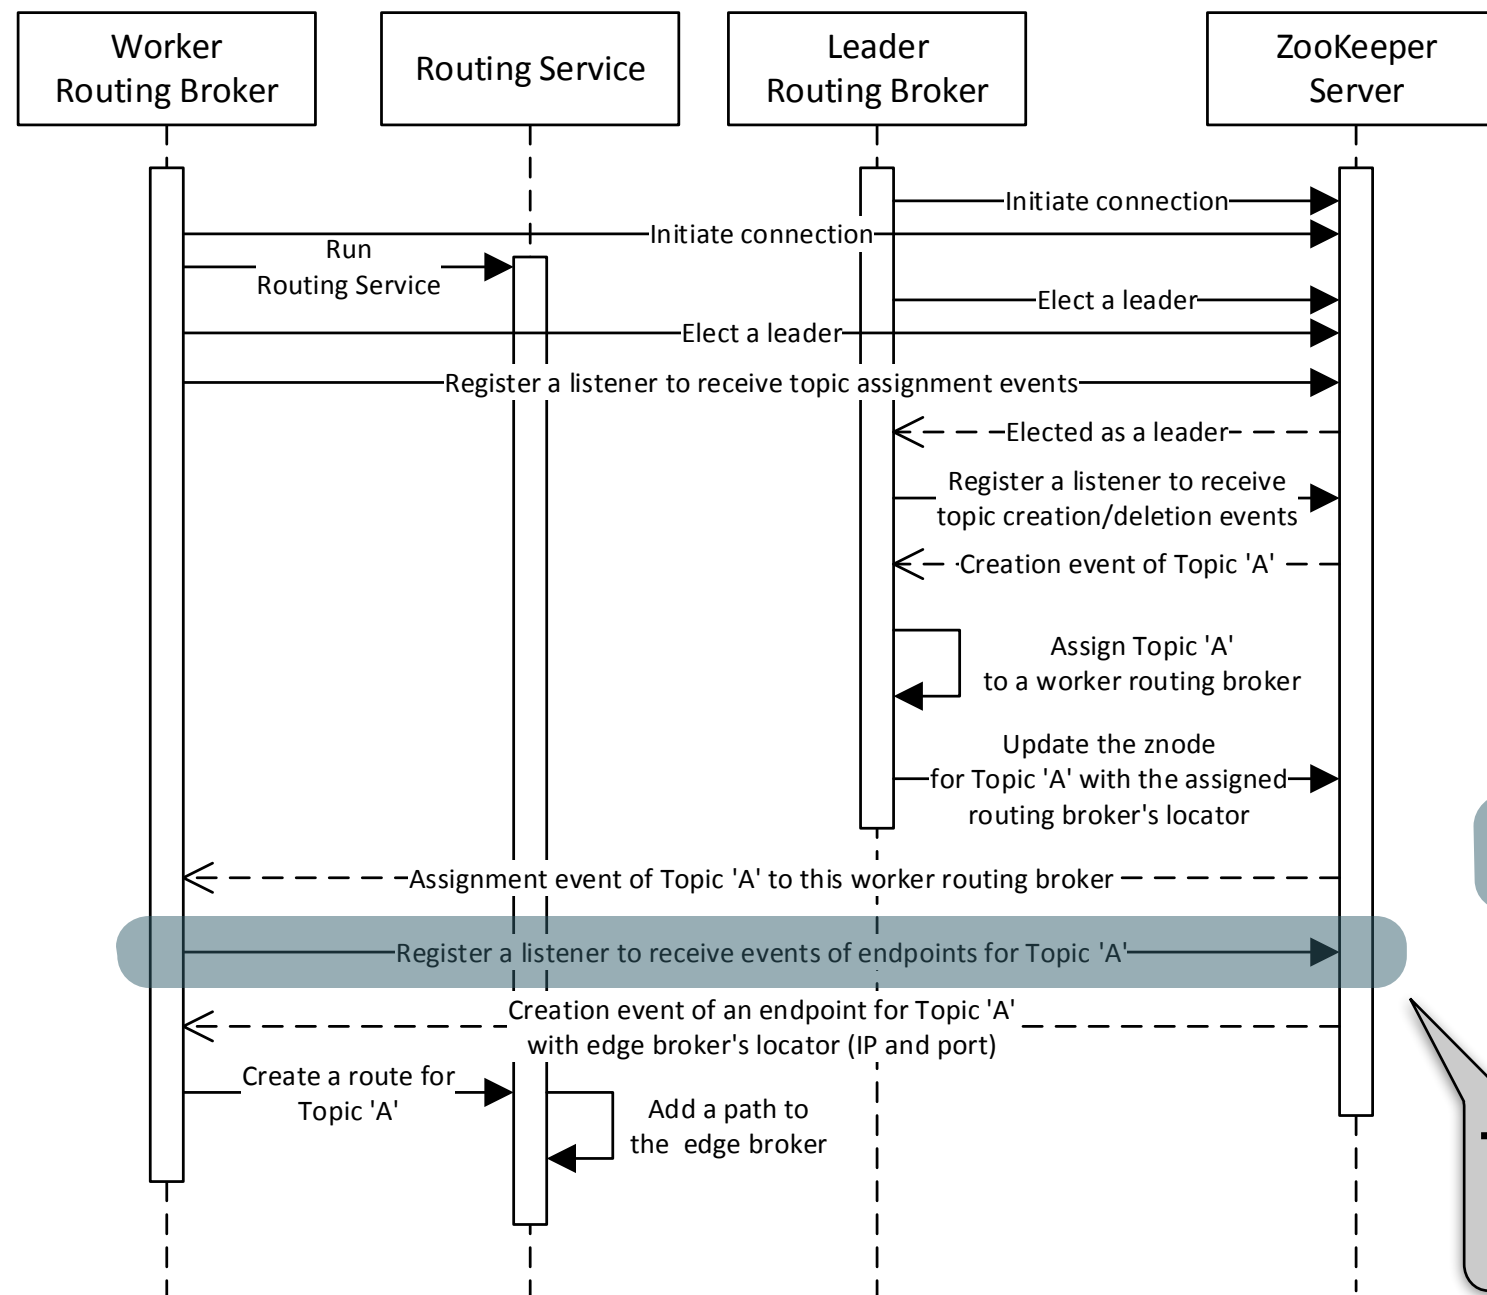 Worker
Routing Broker
Routing Service
Leader
Routing Broker
ZooKeeper
Server
Initiate connection
Initiate connection
Run
Routing Service
Elect a leader
Elect a leader
Register a listener to receive topic assignment events
Elected as a leader
Register a listener to receive
topic creation/deletion events
Creation event of Topic 'A'
Assign Topic 'A'
to a worker routing broker
Update the znode
for Topic 'A' with the assigned
routing broker's locator
Assignment event of Topic 'A' to this worker routing broker
Register a listener to receive events of endpoints for Topic 'A'
Creation event of an endpoint for Topic 'A'
with edge broker's locator (IP and port)
Create a route for
Topic 'A'
Add a path to
the  edge broker